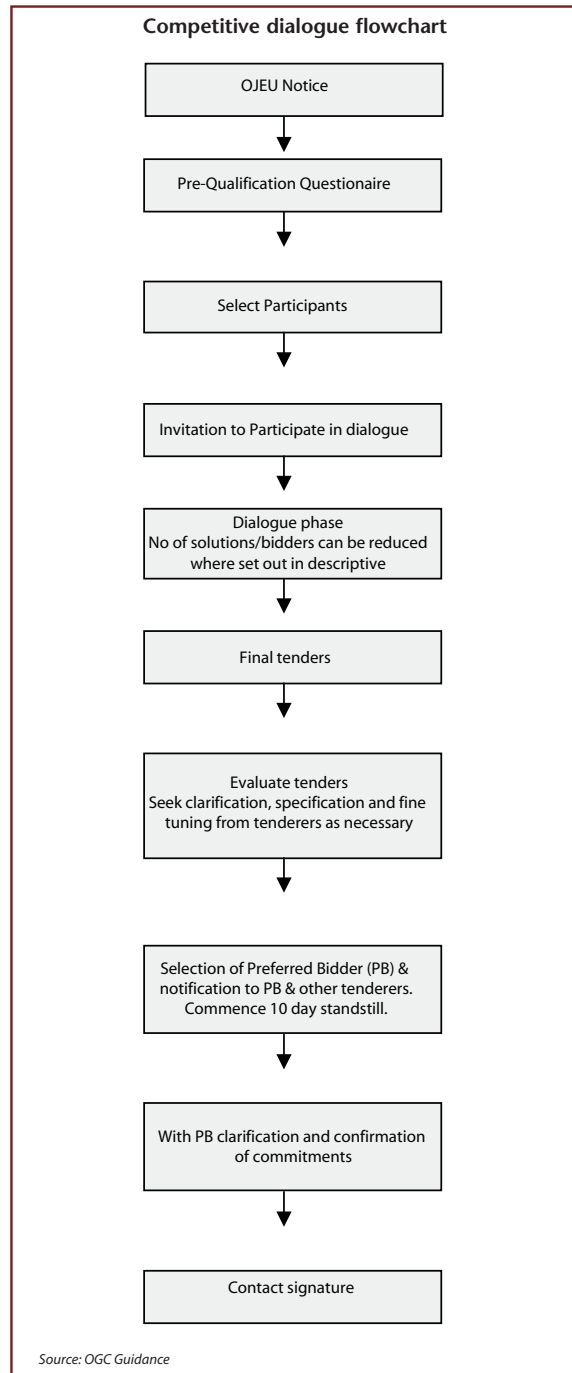 Competitive dialogue flowchart
OJEU Notice
Pre-Qualification Questionaire
Select Participants
Invitation to Participate in dialogue
Dialogue phase
No of solutions/bidders can be reduced
where set out in descriptive
Final tenders
Evaluate tenders
Seek clarification, specification and fine
tuning from tenderers as necessary
Selection of Preferred Bidder (PB) &
notification to PB & other tenderers.
Commence 10 day standstill.
With PB clarification and confirmation
of commitments
Contact signature
Source: OGC Guidance